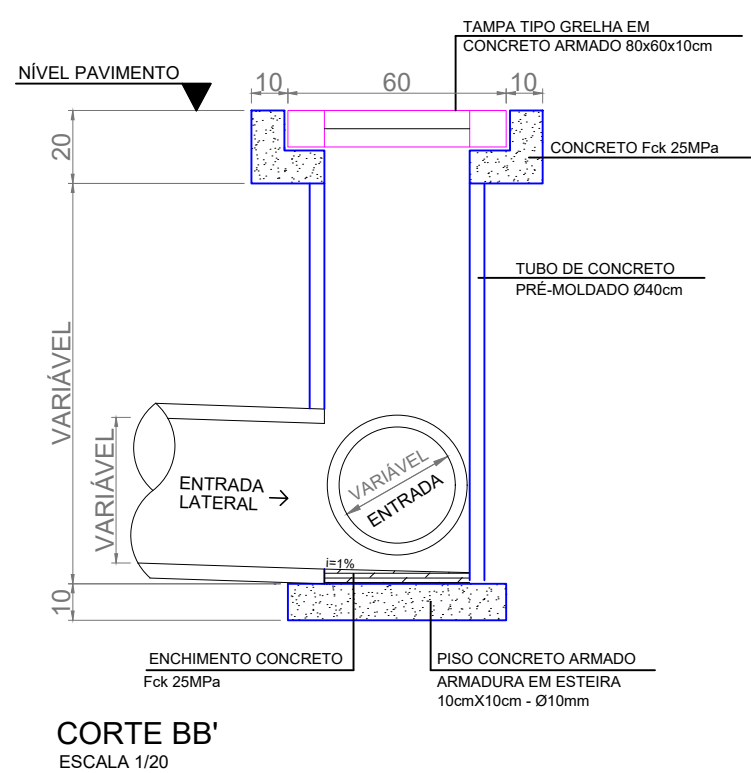 TAMPA TIPO GRELHA EM
CONCRETO ARMADO 80x60x10cm
NÍVEL PAVIMENTO
10
60
10
20
CONCRETO Fck 25MPa
TUBO DE CONCRETO
PRÉ-MOLDADO Ø40cm
VARIÁVEL
VARIÁVEL
ENTRADA
LATERAL
VARIÁVEL
ENTRADA
i=1%
10
ENCHIMENTO CONCRETO
Fck 25MPa
PISO CONCRETO ARMADO
ARMADURA EM ESTEIRA
10cmX10cm - Ø10mm
CORTE BB'
ESCALA 1/20